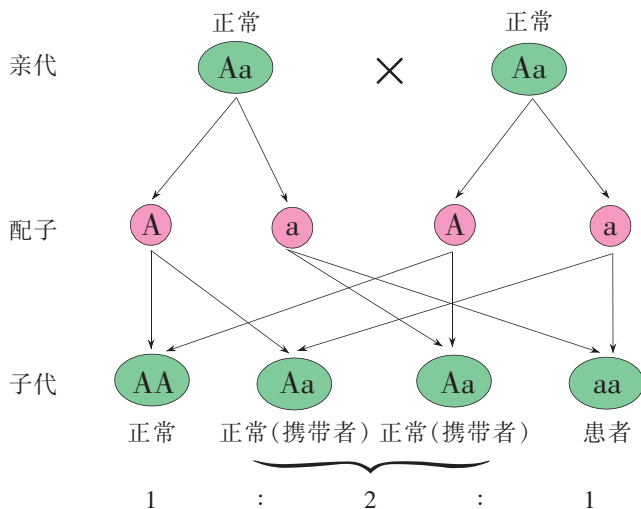 正常 正常
亲代 Aa × Aa
配子 A a A a
子代 AA Aa Aa aa
正常 正常(携带者) 正常(携带者) 患者
1 : 2 : 1